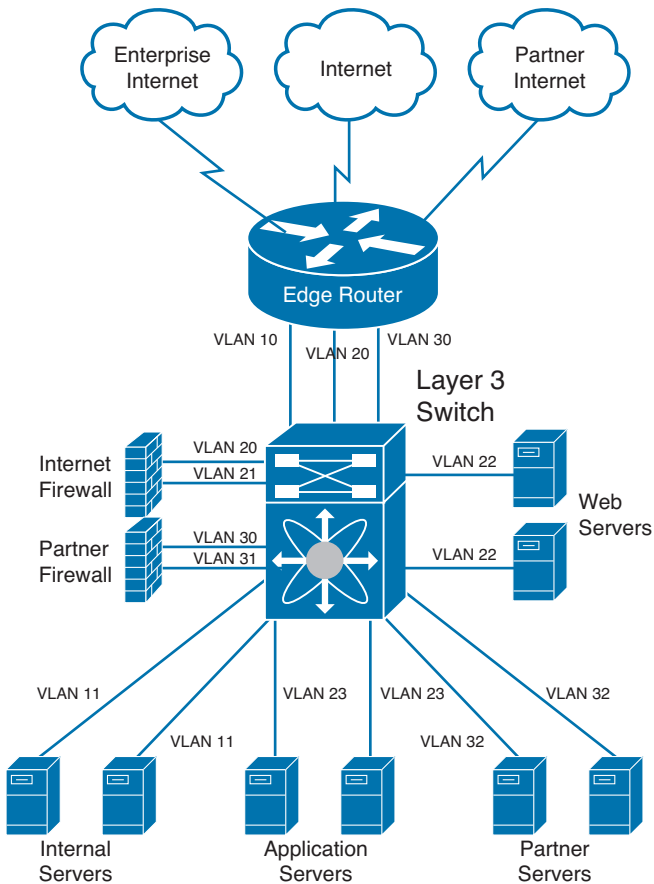 Enterprise
Internet
Internet
Partner
Internet
Edge Router
VLAN 10
VLAN 20
VLAN 30
Layer 3
Switch
Internet
Firewall
VLAN 20
VLAN 21
VLAN 22
Web
Servers
Partner
Firewall
VLAN 30
VLAN 31
VLAN 22
VLAN 11
VLAN 11
VLAN 23
VLAN 23
VLAN 32
VLAN 32
Internal
Servers
Application
Servers
Partner
Servers